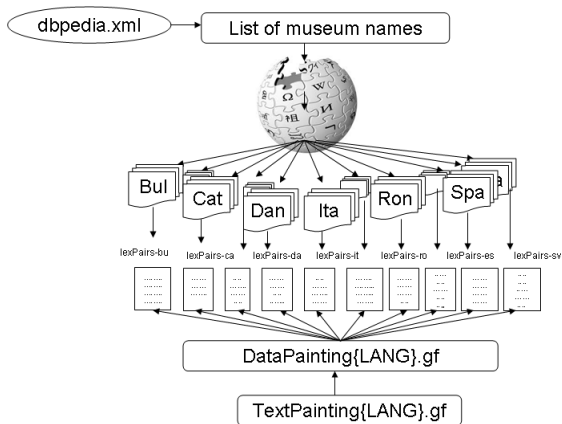 dbpedia.xml
List of museum names
Bul
Cat
Dan
Ita
Ron
Spa
lexPairs-bu
lexPairs-ca
lexPairs-da
lexPairs-it
lexPairs-ro
lexPairs-es
lexPairs-sv
DataPainting{LANG}.gf
TextPainting{LANG}.gf